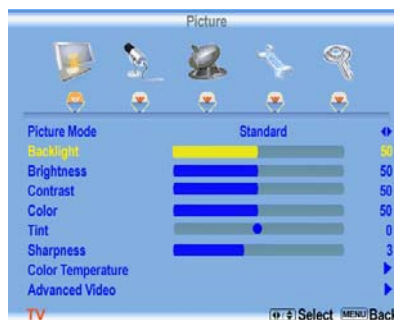 Picture
Picture Mode Standard
Backlight 50
Brightness 50
Contrast 50
Color 50
Tint 0
Sharpness 3
Color Temperature
Advanced Video
TV Select MENU Back